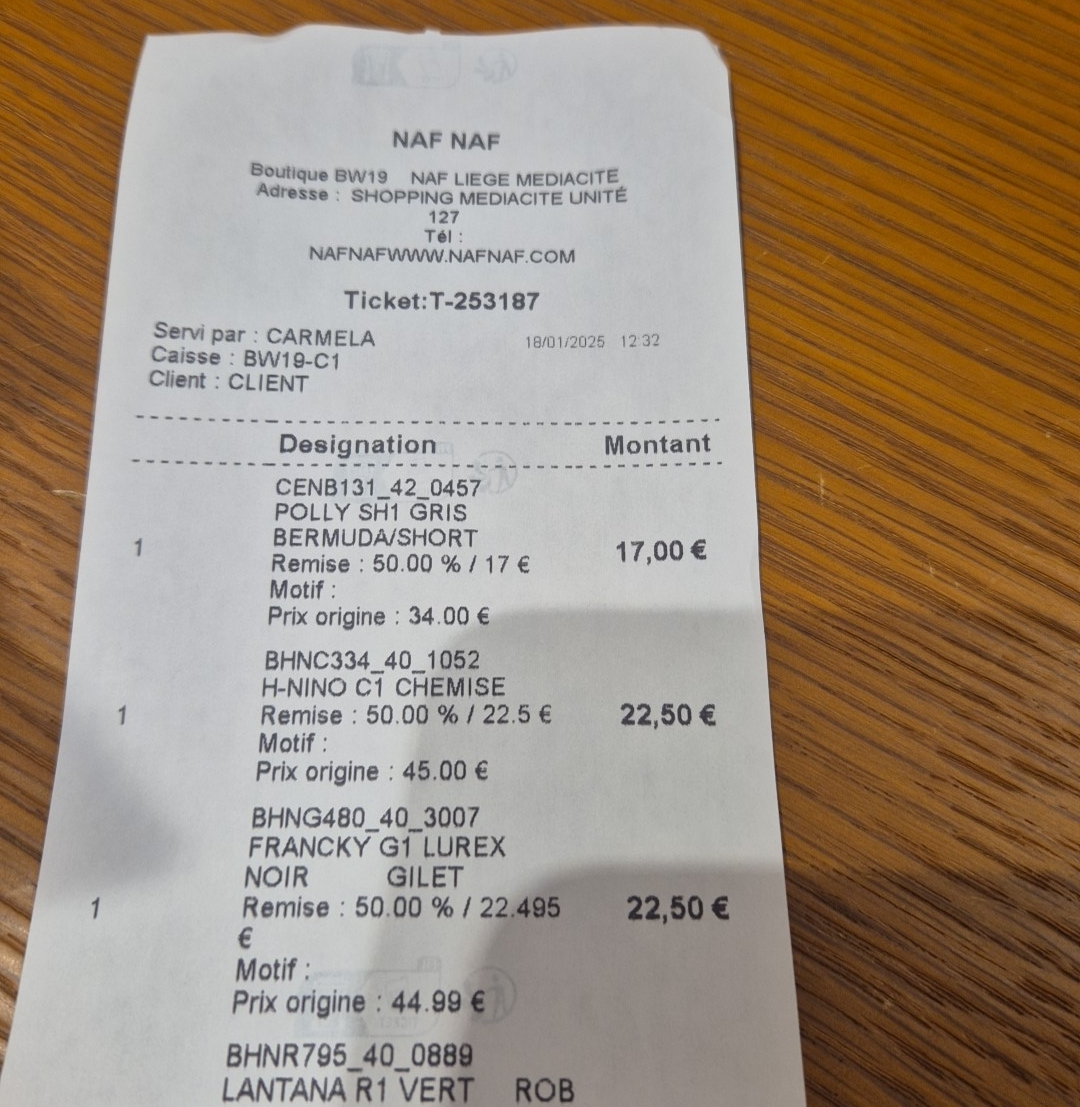 NAF NAF
Boutique BW19 NAF LIEGE MEDIACITE
Adresse : SHOPPING MEDIACITE UNITÉ
127
Tél :
NAFNAFWWW.NAFNAF.COM
Ticket:T-253187
Servi par : CARMELA 18/01/2025 12:32
Caisse : BW19-C1
Client : CLIENT
Designation Montant
CENB131_42_0457
POLLY SH1 GRIS
BERMUDA/SHORT
1 17,00 €
Remise : 50.00 % / 17 €
Motif :
Prix origine : 34.00 €
BHNC334_40_1052
H-NINO C1 CHEMISE
1 Remise : 50.00 % / 22.5 € 22,50 €
Motif :
Prix origine : 45.00 €
BHNG480_40_3007
FRANCKY G1 LUREX
NOIR GILET
1 Remise : 50.00 % / 22.495 22,50 €
€
Motif :
Prix origine : 44.99 €
BHNR795_40_0889
LANTANA R1 VERT ROB